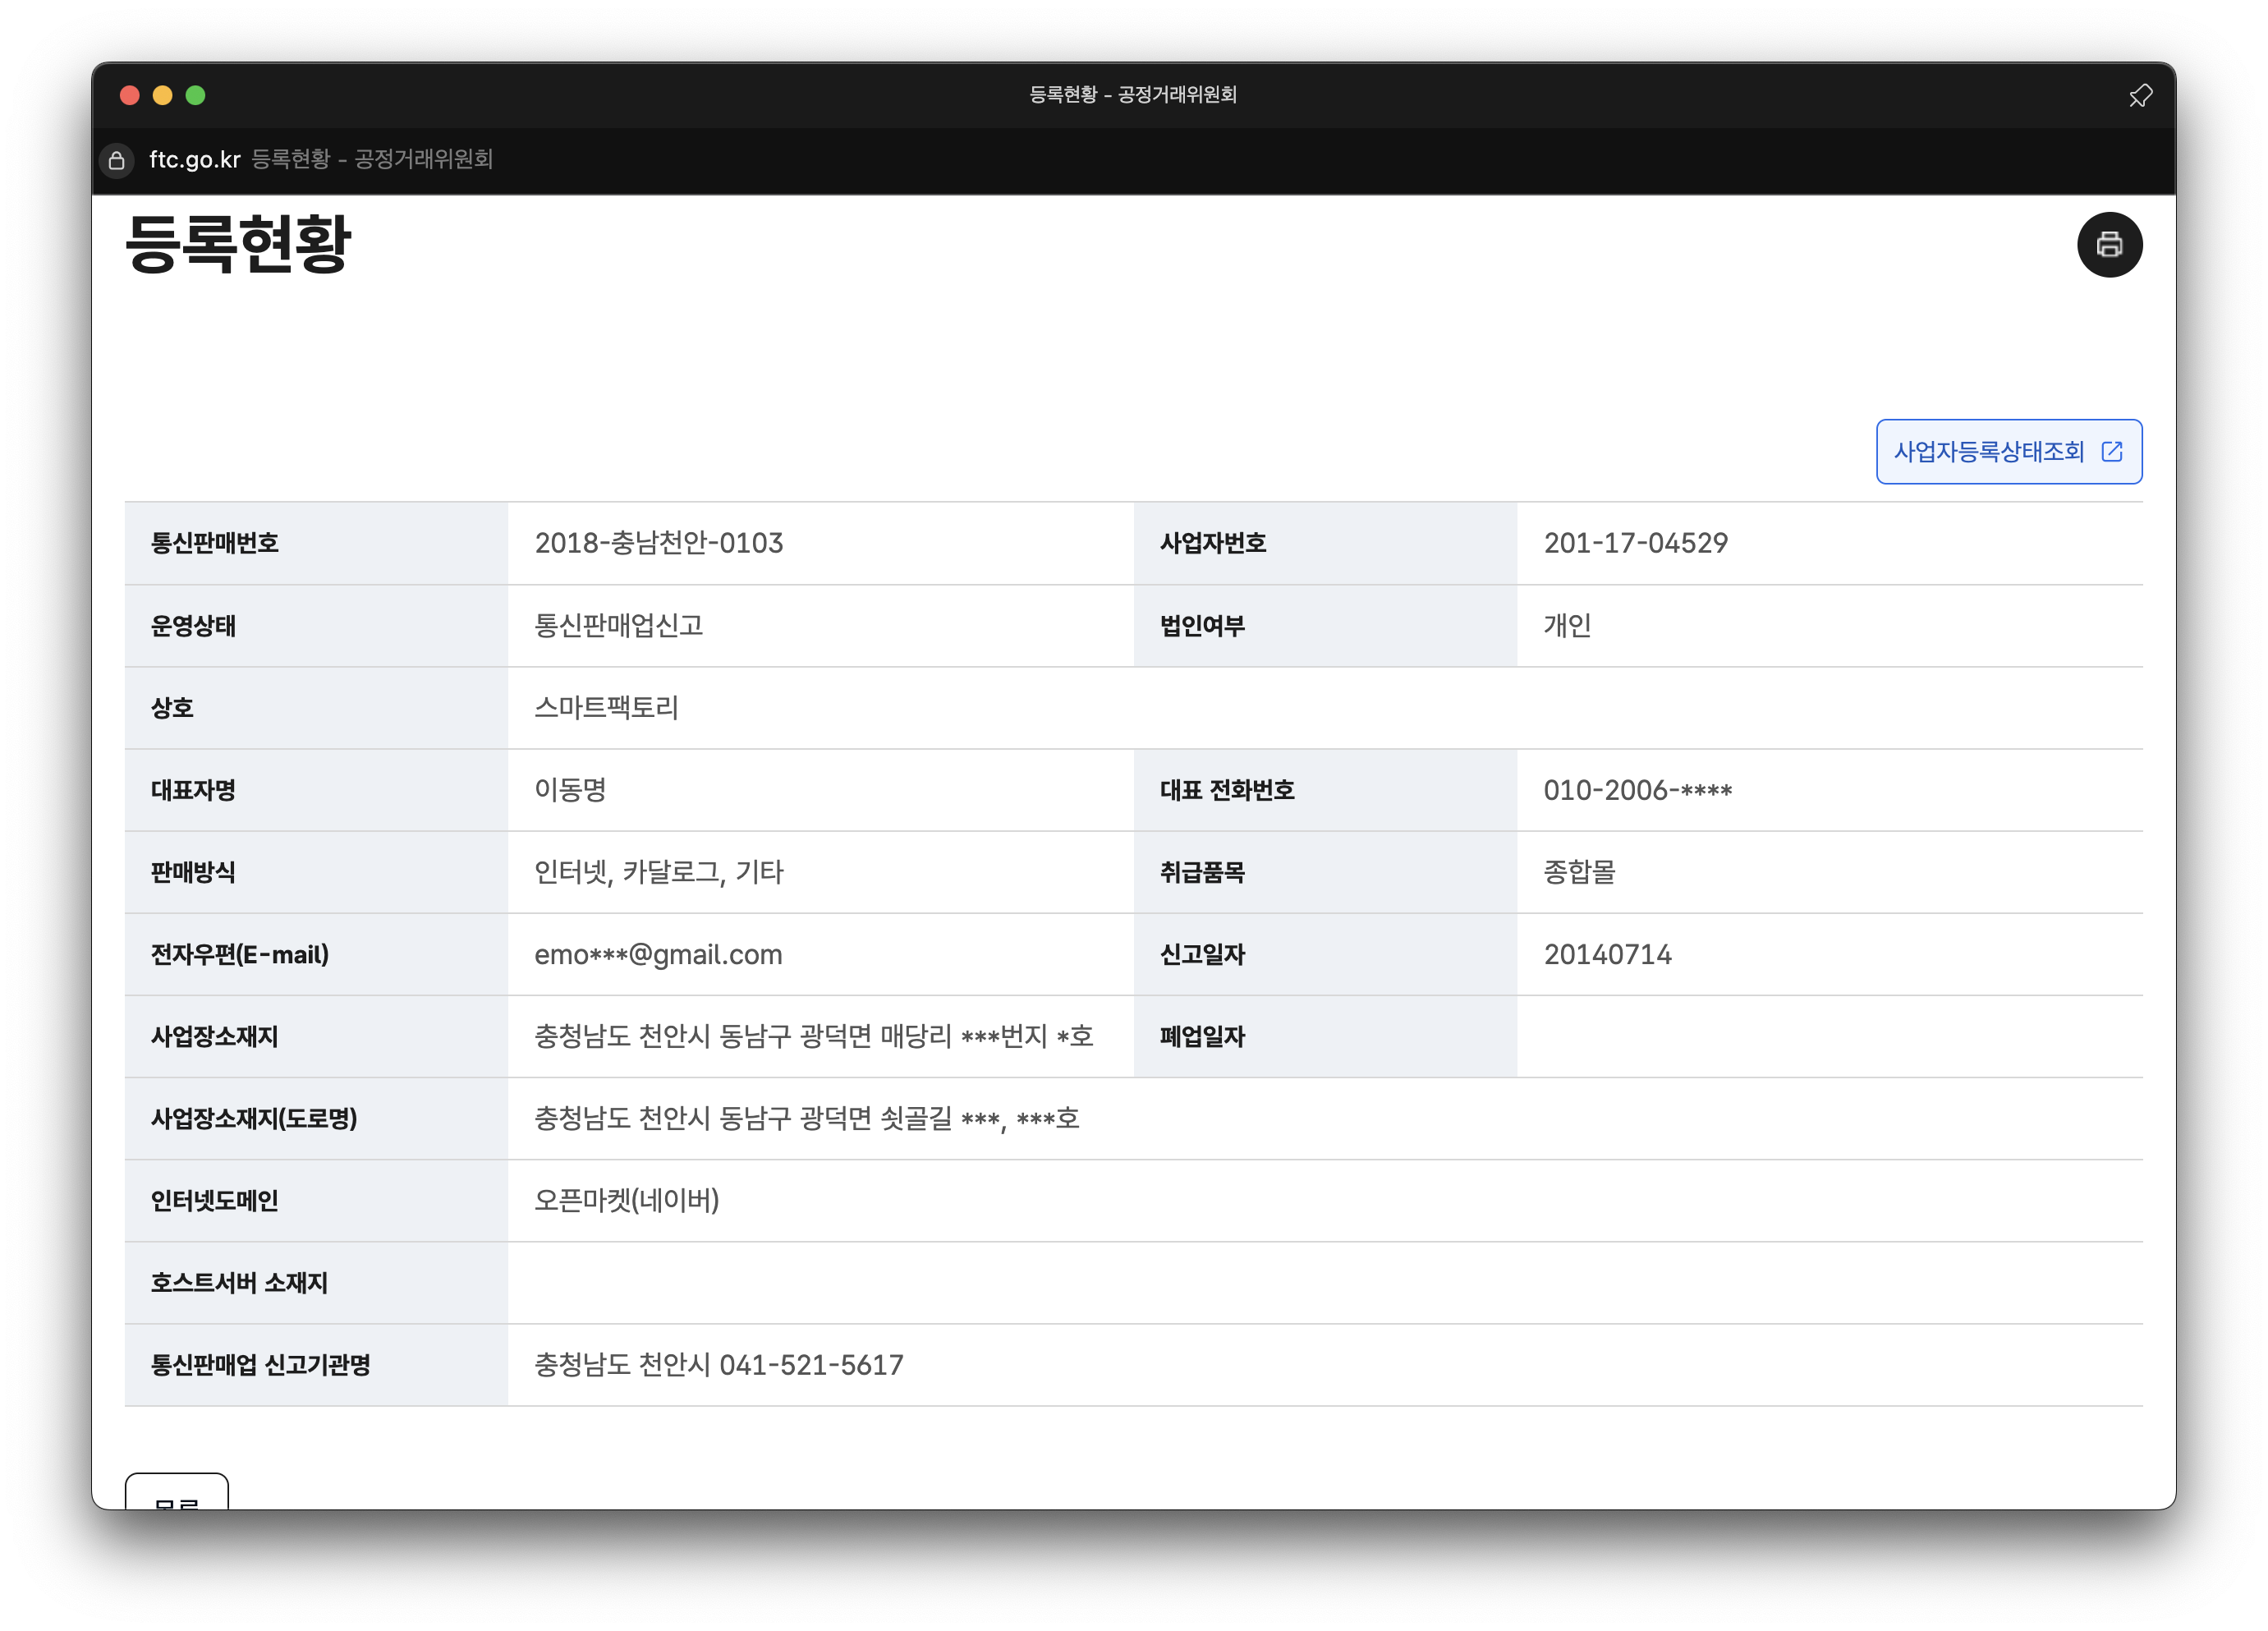 등록현황 - 공정거래위원회
ftc.go.kr 등록현황 - 공정거래위원회
등록현황
사업자등록상태조회
통신판매번호 2018-충남천안-0103 사업자번호 201-17-04529
운영상태 통신판매업신고 법인여부 개인
상호 스마트팩토리
대표자명 이동명 대표 전화번호 010-2006-****
판매방식 인터넷, 카달로그, 기타 취급품목 종합몰
전자우편(E-mail) emo***@gmail.com 신고일자 20140714
사업장소재지 충청남도 천안시 동남구 광덕면 매당리 ***번지 *호 폐업일자
사업장소재지(도로명) 충청남도 천안시 동남구 광덕면 쇳골길 ***, ***호
인터넷도메인 오픈마켓(네이버)
호스트서버 소재지
통신판매업 신고기관명 충청남도 천안시 041-521-5617
목록